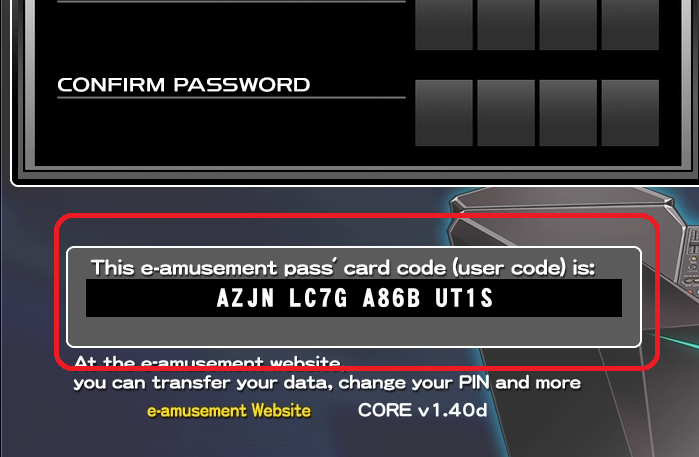 CONFIRM PASSWORD
This e-amusement pass' card code (user code) is:
AZJN LC7G A86B UT1S
At the e-amusement website,
you can transfer your data, change your PIN and more
e-amusement Website CORE v1.40d